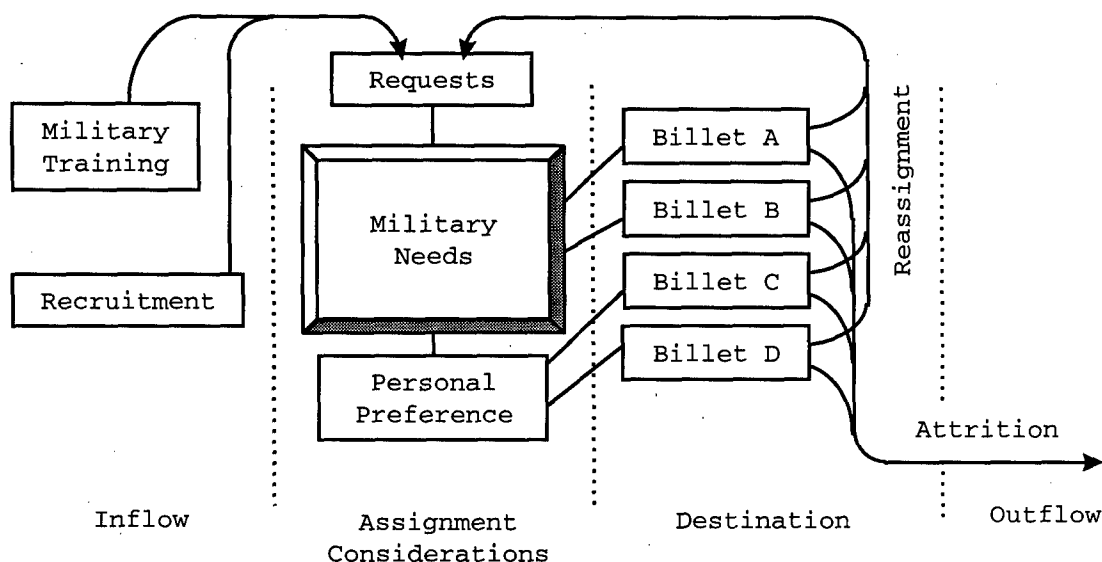 Requests
Military
Training
Recruitment
Military
Needs
Personal
Preference
Billet A
Billet B
Billet C
Billet D
Reassignment
Attrition
Inflow
Assignment
Considerations
Destination
Outflow